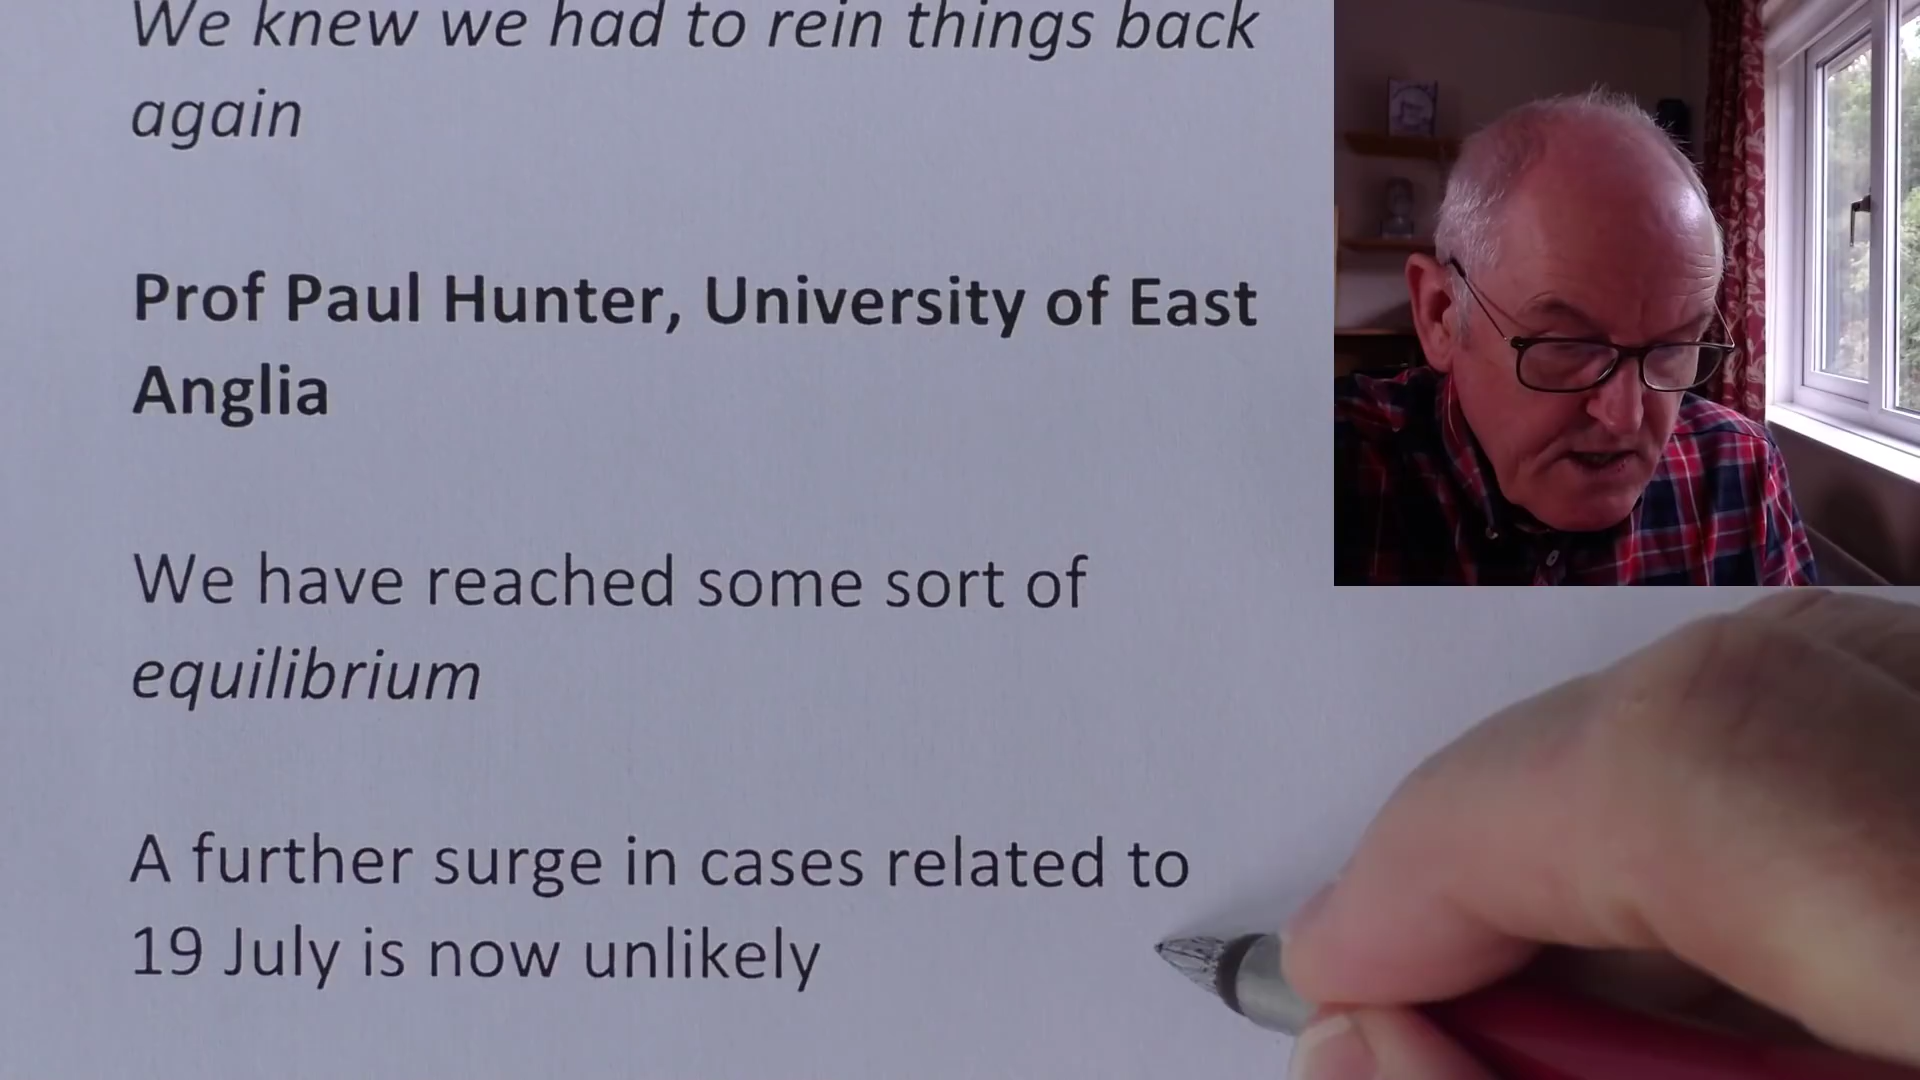 We knew we had to rein things back
again
Prof Paul Hunter, University of East
Anglia
We have reached some sort of
equilibrium
A further surge in cases related to
19 July is now unlikely